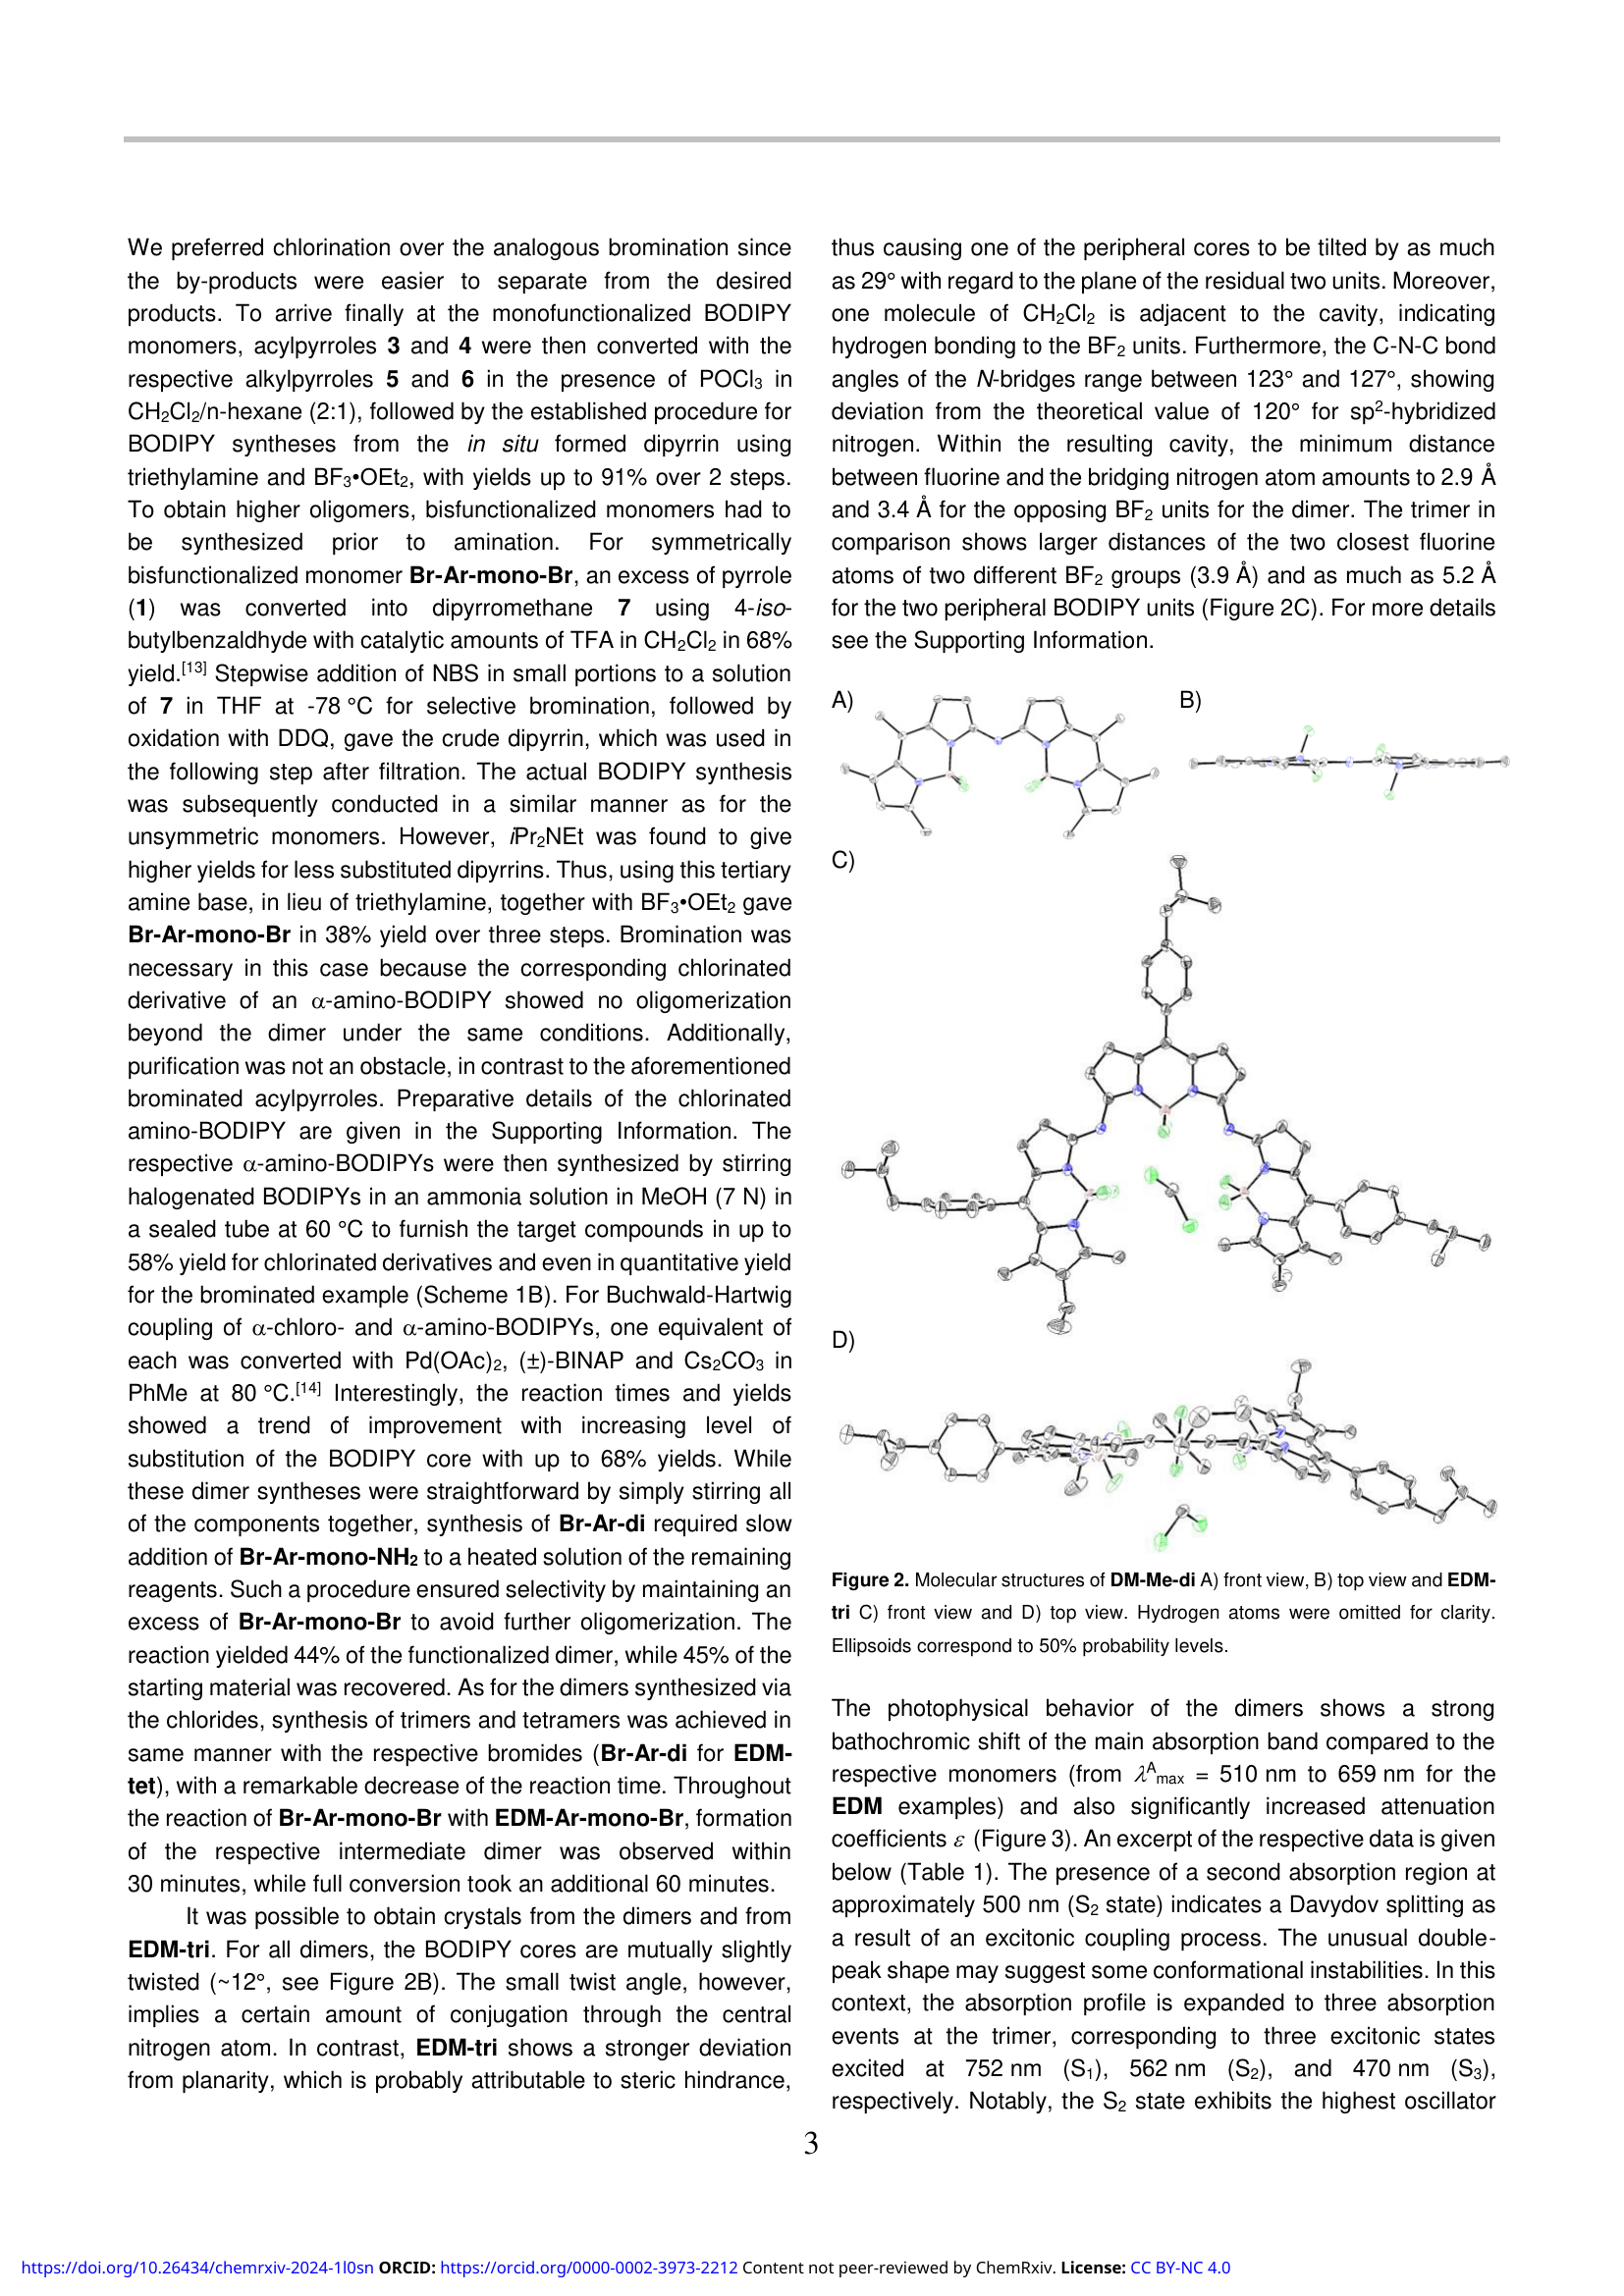 We preferred chlorination over the analogous bromination since
the by-products were easier to separate from the desired
products. To arrive finally at the monofunctionalized BODIPY
monomers, acylpyrroles 3 and 4 were then converted with the
respective alkylpyrroles 5 and 6 in the presence of POCl₃ in
CH₂Cl₂/n-hexane (2:1), followed by the established procedure for
BODIPY syntheses from the in situ formed dipyrrin using
triethylamine and BF₃•OEt₂, with yields up to 91% over 2 steps.
To obtain higher oligomers, bisfunctionalized monomers had to
be synthesized prior to amination. For symmetrically
bisfunctionalized monomer Br-Ar-mono-Br, an excess of pyrrole
(1) was converted into dipyrromethane 7 using 4-iso-
butylbenzaldhyde with catalytic amounts of TFA in CH₂Cl₂ in 68%
yield.[13] Stepwise addition of NBS in small portions to a solution
of 7 in THF at -78 °C for selective bromination, followed by
oxidation with DDQ, gave the crude dipyrrin, which was used in
the following step after filtration. The actual BODIPY synthesis
was subsequently conducted in a similar manner as for the
unsymmetric monomers. However, iPr₂NEt was found to give
higher yields for less substituted dipyrrins. Thus, using this tertiary
amine base, in lieu of triethylamine, together with BF₃•OEt₂ gave
Br-Ar-mono-Br in 38% yield over three steps. Bromination was
necessary in this case because the corresponding chlorinated
derivative of an α-amino-BODIPY showed no oligomerization
beyond the dimer under the same conditions. Additionally,
purification was not an obstacle, in contrast to the aforementioned
brominated acylpyrroles. Preparative details of the chlorinated
amino-BODIPY are given in the Supporting Information. The
respective α-amino-BODIPYs were then synthesized by stirring
halogenated BODIPYs in an ammonia solution in MeOH (7 N) in
a sealed tube at 60 °C to furnish the target compounds in up to
58% yield for chlorinated derivatives and even in quantitative yield
for the brominated example (Scheme 1B). For Buchwald-Hartwig
coupling of α-chloro- and α-amino-BODIPYs, one equivalent of
each was converted with Pd(OAc)₂, (±)-BINAP and Cs₂CO₃ in
PhMe at 80 °C.[14] Interestingly, the reaction times and yields
showed a trend of improvement with increasing level of
substitution of the BODIPY core with up to 68% yields. While
these dimer syntheses were straightforward by simply stirring all
of the components together, synthesis of Br-Ar-di required slow
addition of Br-Ar-mono-NH₂ to a heated solution of the remaining
reagents. Such a procedure ensured selectivity by maintaining an
excess of Br-Ar-mono-Br to avoid further oligomerization. The
reaction yielded 44% of the functionalized dimer, while 45% of the
starting material was recovered. As for the dimers synthesized via
the chlorides, synthesis of trimers and tetramers was achieved in
same manner with the respective bromides (Br-Ar-di for EDM-
tet), with a remarkable decrease of the reaction time. Throughout
the reaction of Br-Ar-mono-Br with EDM-Ar-mono-Br, formation
of the respective intermediate dimer was observed within
30 minutes, while full conversion took an additional 60 minutes.
It was possible to obtain crystals from the dimers and from
EDM-tri. For all dimers, the BODIPY cores are mutually slightly
twisted (~12°, see Figure 2B). The small twist angle, however,
implies a certain amount of conjugation through the central
nitrogen atom. In contrast, EDM-tri shows a stronger deviation
from planarity, which is probably attributable to steric hindrance,
thus causing one of the peripheral cores to be tilted by as much
as 29° with regard to the plane of the residual two units. Moreover,
one molecule of CH₂Cl₂ is adjacent to the cavity, indicating
hydrogen bonding to the BF₂ units. Furthermore, the C-N-C bond
angles of the N-bridges range between 123° and 127°, showing
deviation from the theoretical value of 120° for sp²-hybridized
nitrogen. Within the resulting cavity, the minimum distance
between fluorine and the bridging nitrogen atom amounts to 2.9 Å
and 3.4 Å for the opposing BF₂ units for the dimer. The trimer in
comparison shows larger distances of the two closest fluorine
atoms of two different BF₂ groups (3.9 Å) and as much as 5.2 Å
for the two peripheral BODIPY units (Figure 2C). For more details
see the Supporting Information.
A)
B)
C)
D)
Figure 2. Molecular structures of DM-Me-di A) front view, B) top view and EDM-
tri C) front view and D) top view. Hydrogen atoms were omitted for clarity.
Ellipsoids correspond to 50% probability levels.
The photophysical behavior of the dimers shows a strong
bathochromic shift of the main absorption band compared to the
respective monomers (from λᴬmax = 510 nm to 659 nm for the
EDM examples) and also significantly increased attenuation
coefficients ε (Figure 3). An excerpt of the respective data is given
below (Table 1). The presence of a second absorption region at
approximately 500 nm (S₂ state) indicates a Davydov splitting as
a result of an excitonic coupling process. The unusual double-
peak shape may suggest some conformational instabilities. In this
context, the absorption profile is expanded to three absorption
events at the trimer, corresponding to three excitonic states
excited at 752 nm (S₁), 562 nm (S₂), and 470 nm (S₃),
respectively. Notably, the S₂ state exhibits the highest oscillator
3
https://doi.org/10.26434/chemrxiv-2024-1l0sn ORCID: https://orcid.org/0000-0002-3973-2212 Content not peer-reviewed by ChemRxiv. License: CC BY-NC 4.0